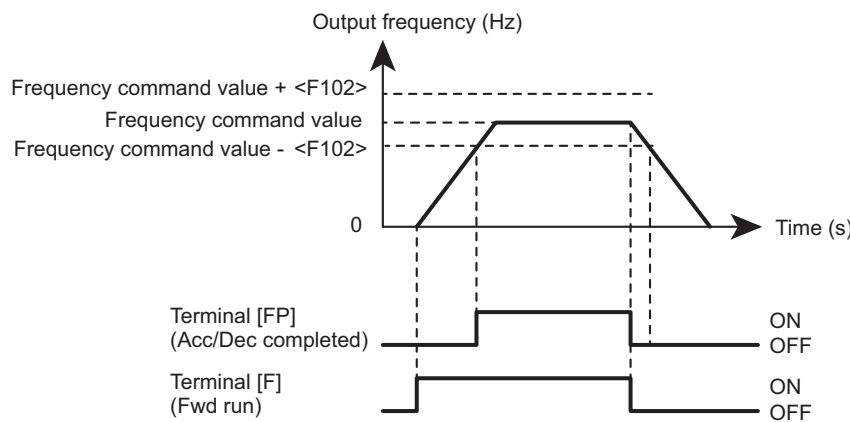 Output frequency (Hz)
Frequency command value + <F102>
Frequency command value
Frequency command value - <F102>
0
Time (s)
Terminal [FP]
(Acc/Dec completed)
ON
OFF
Terminal [F]
(Fwd run)
ON
OFF